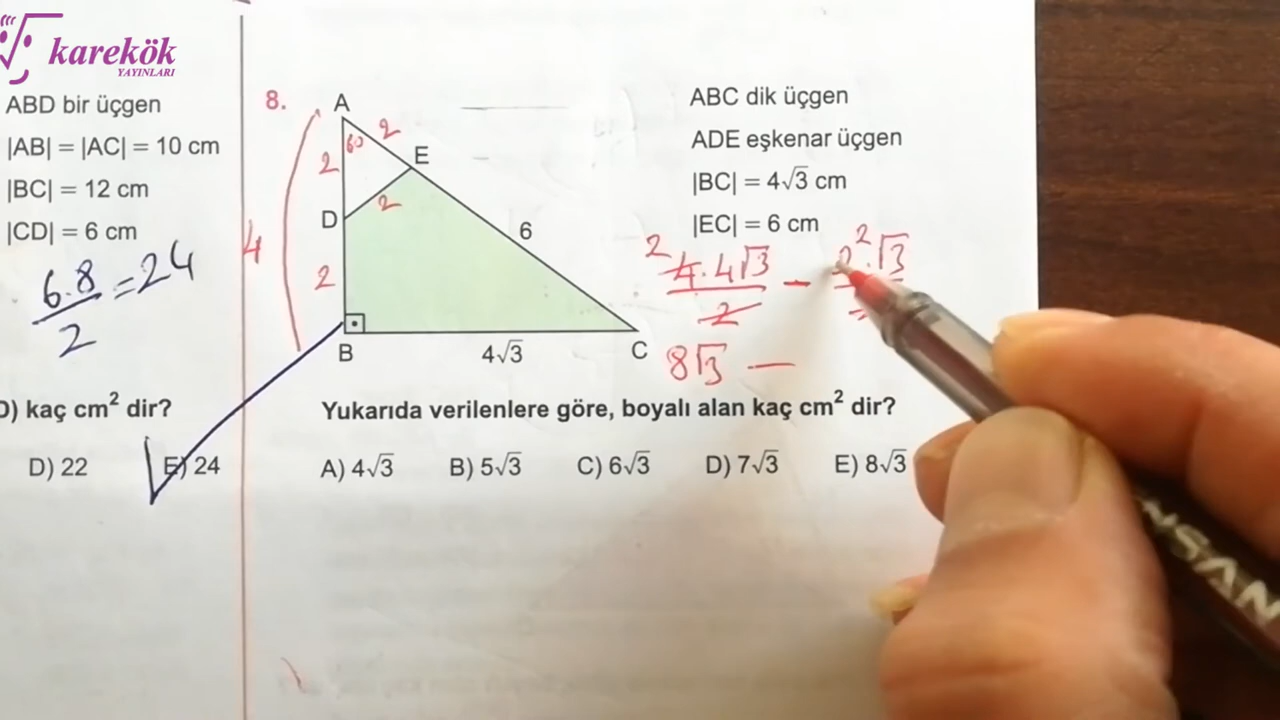 karekök
YAYINLARI
ABD bir üçgen
|AB| = |AC| = 10 cm
|BC| = 12 cm
|CD| = 6 cm
6.8
2
=24
) kaç cm² dir?
D) 22
E) 24
8.
A
2
60
2
E
D
2
6
4
2
B
4√3
C
ABC dik üçgen
ADE eşkenar üçgen
|BC| = 4√3 cm
|EC| = 6 cm
2
4.4√3
2
-
2².√3
8√3 -
Yukarıda verilenlere göre, boyalı alan kaç cm² dir?
A) 4√3
B) 5√3
C) 6√3
D) 7√3
E) 8√3